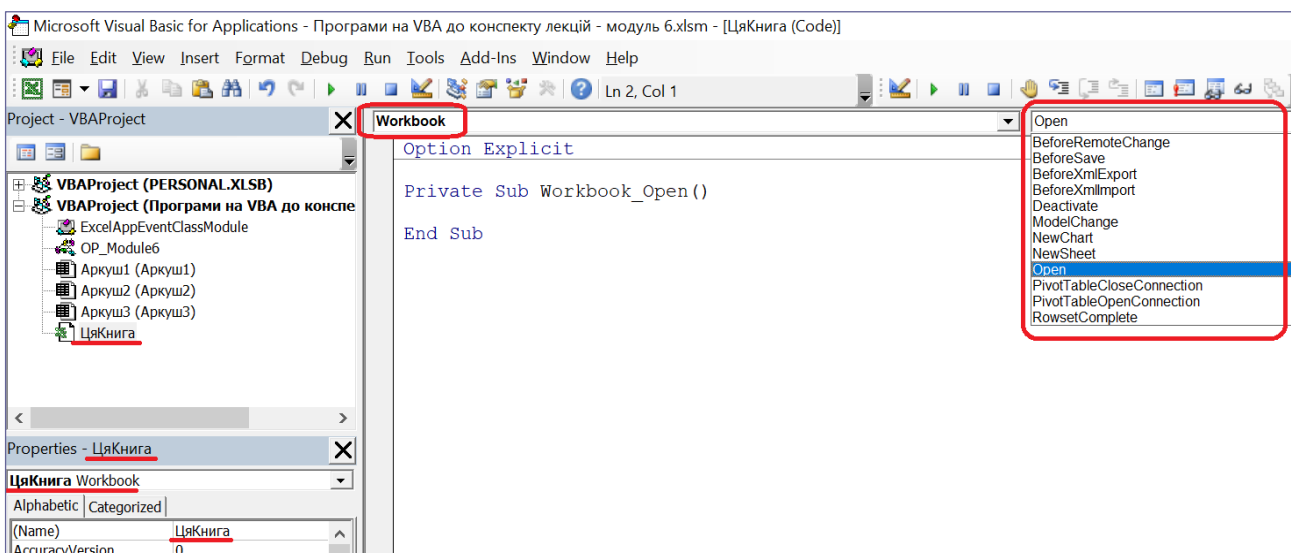 Microsoft Visual Basic for Applications - Програми на VBA до конспекту лекцій - модуль 6.xlsm - [ЦяКнига (Code)]
File Edit View Insert Format Debug Run Tools Add-Ins Window Help
Ln 2, Col 1
Project - VBAProject
VBAProject (PERSONAL.XLSB)
VBAProject (Програми на VBA до конспе
ExcelAppEventClassModule
OP_Module6
Аркуш1 (Аркуш1)
Аркуш2 (Аркуш2)
Аркуш3 (Аркуш3)
ЦяКнига
Properties - ЦяКнига
ЦяКнига Workbook
Alphabetic Categorized
(Name) ЦяКнига
AccuracyVersion 0
Workbook
Option Explicit
Private Sub Workbook_Open()
End Sub
Open
BeforeRemoteChange
BeforeSave
BeforeXmlExport
BeforeXmlImport
Deactivate
ModelChange
NewChart
NewSheet
Open
PivotTableCloseConnection
PivotTableOpenConnection
RowsetComplete